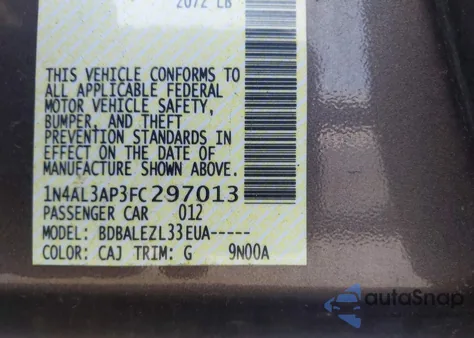 2072 LB
THIS VEHICLE CONFORMS TO
ALL APPLICABLE FEDERAL
MOTOR VEHICLE SAFETY,
BUMPER, AND THEFT
PREVENTION STANDARDS IN
EFFECT ON THE DATE OF
MANUFACTURE SHOWN ABOVE.
1N4AL3AP3FC297013
PASSENGER CAR 012
MODEL: BDBALEZL33EUA-----
COLOR: CAJ TRIM: G 9N00A
autoSnap